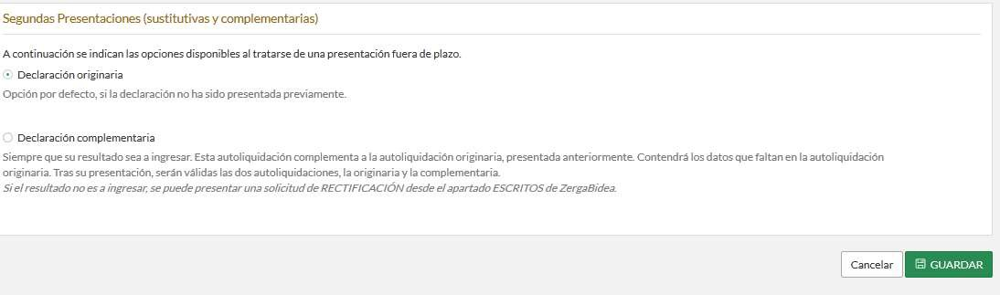 Segundas Presentaciones (sustitutivas y complementarias)
A continuación se indican las opciones disponibles al tratarse de una presentación fuera de plazo.
Declaración originaria
Opción por defecto, si la declaración no ha sido presentada previamente.
Declaración complementaria
Siempre que su resultado sea a ingresar. Esta autoliquidación complementa a la autoliquidación originaria, presentada anteriormente. Contendrá los datos que faltan en la autoliquidación
originaria. Tras su presentación, serán válidas las dos autoliquidaciones, la originaria y la complementaria.
Si el resultado no es a ingresar, se puede presentar una solicitud de RECTIFICACIÓN desde el apartado ESCRITOS de ZergaBidea.
Cancelar GUARDAR